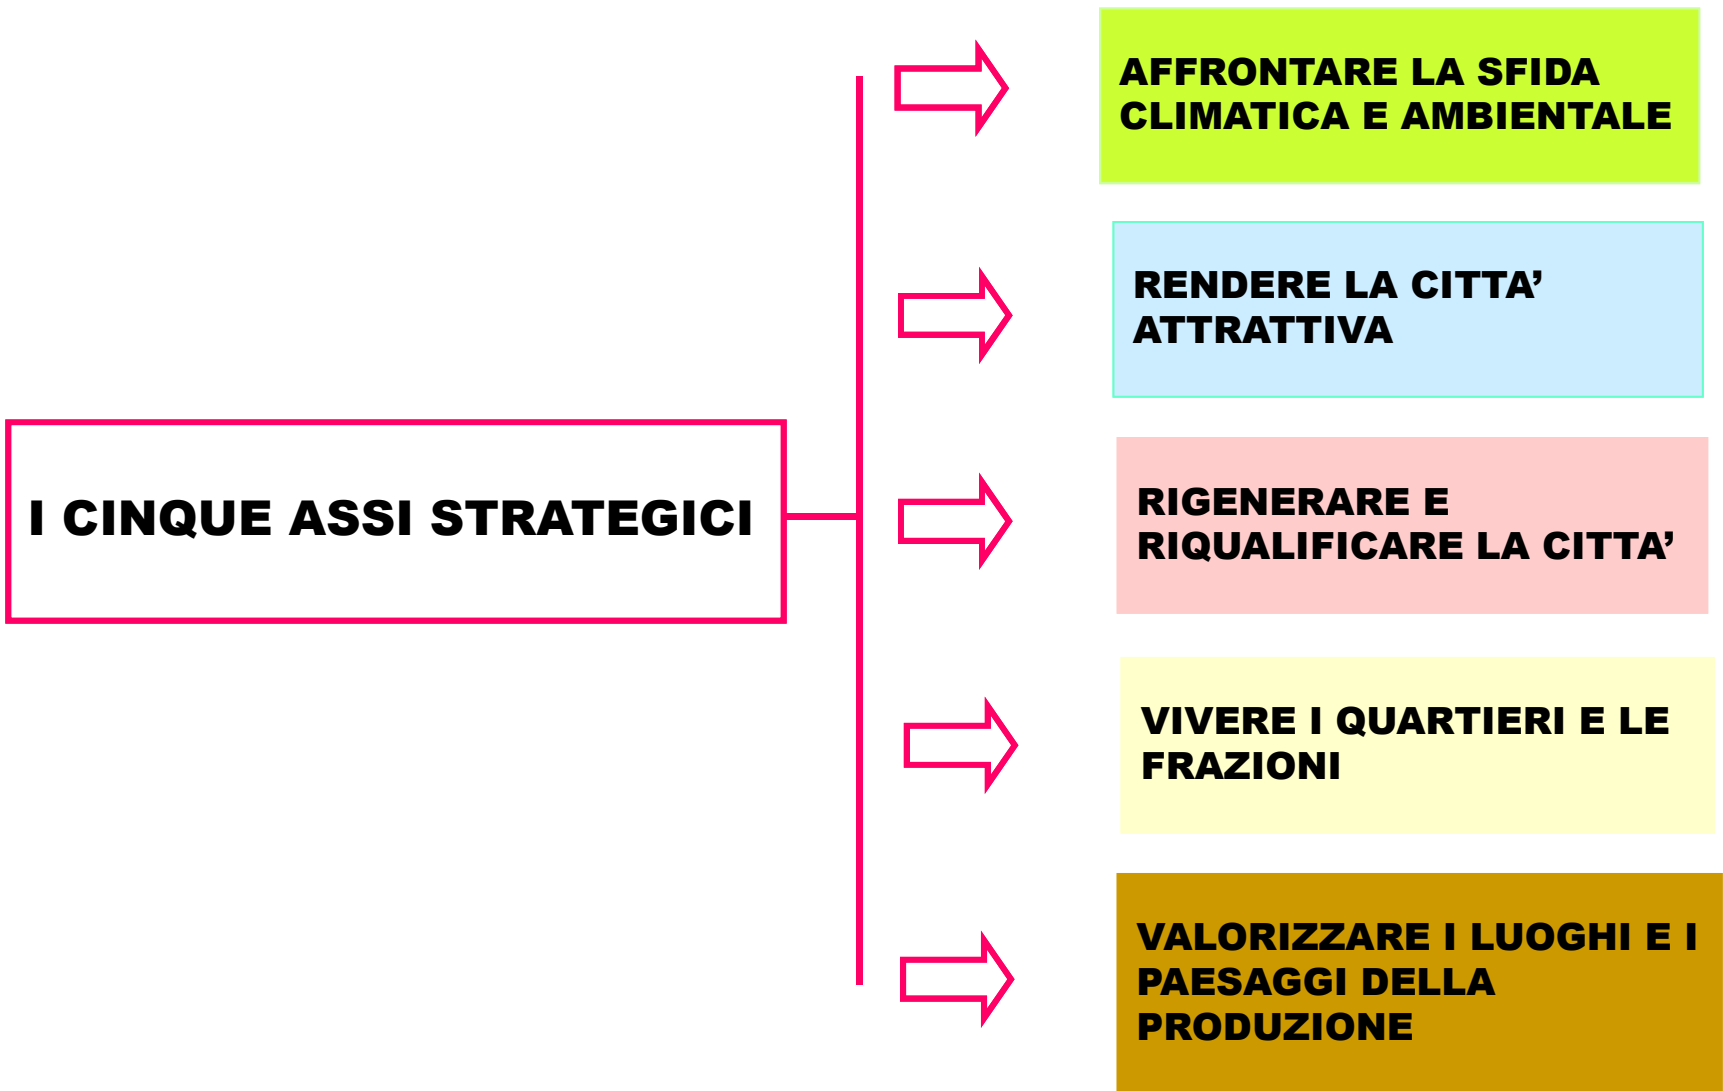 AFFRONTARE LA SFIDA
CLIMATICA E AMBIENTALE
RENDERE LA CITTA’
ATTRATTIVA
I CINQUE ASSI STRATEGICI
RIGENERARE E
RIQUALIFICARE LA CITTA’
VIVERE I QUARTIERI E LE
FRAZIONI
VALORIZZARE I LUOGHI E I
PAESAGGI DELLA
PRODUZIONE